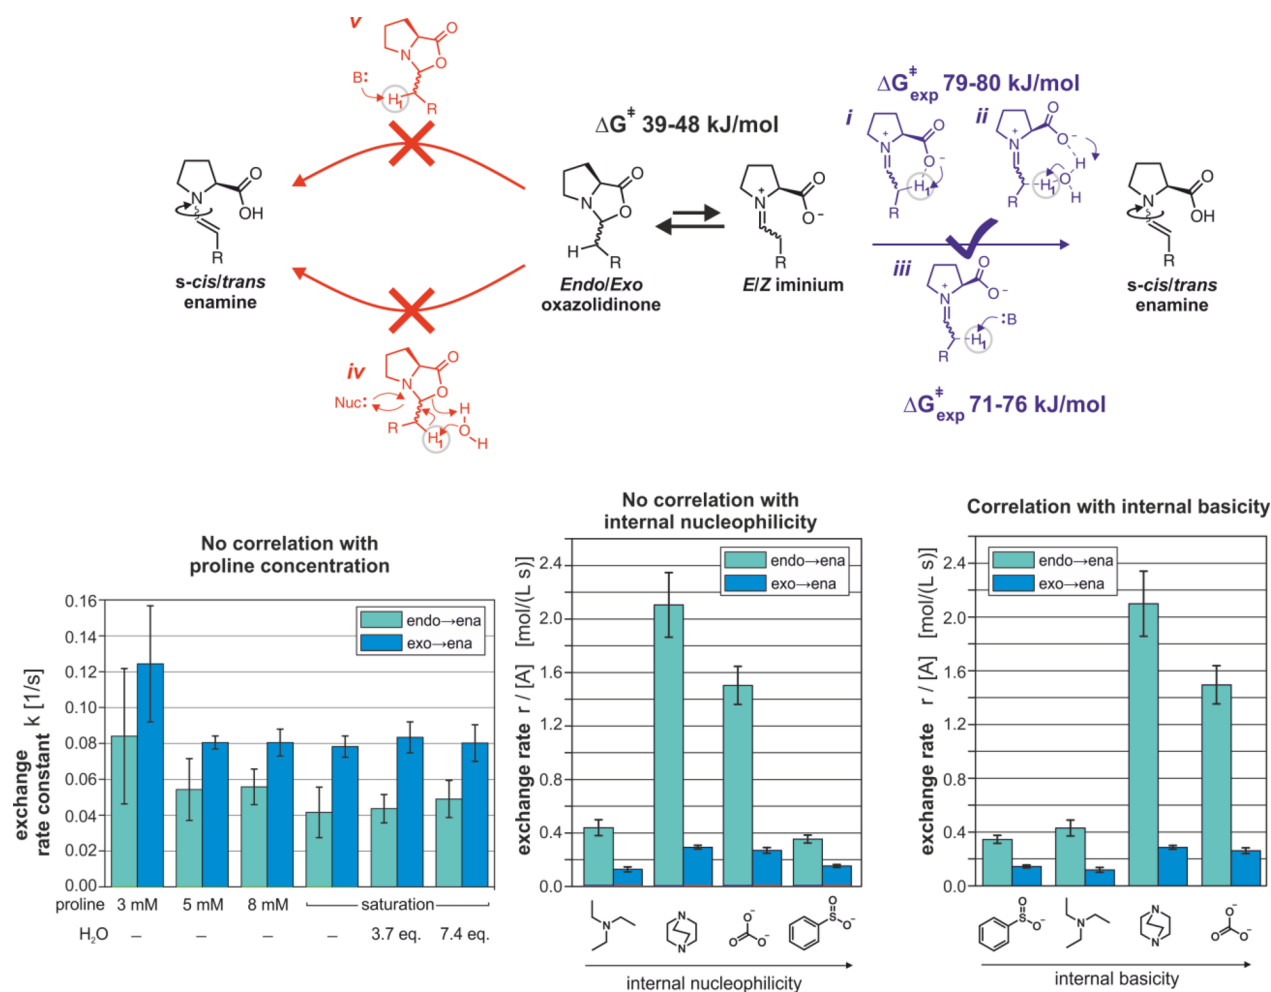 v
N
O
O
B:
H1
R
ΔG‡ 39-48 kJ/mol
ΔG‡exp 79-80 kJ/mol
i
ii
N
+
O
O
−
H1
R
N
+
O
O
−
H
H1
O
H
R
N
O
OH
R
s-cis/trans
enamine
N
O
O
H
R
Endo/Exo
oxazolidinone
N
+
O
O−
R
E/Z iminium
iii
N
+
O
O−
:B
H1
R
N
O
OH
R
s-cis/trans
enamine
iv
N
O
O
Nuc:
R
H1
H
O
H
ΔG‡exp 71-76 kJ/mol
No correlation with
proline concentration
exchange
rate constant k [1/s]
0.16
0.14
0.12
0.10
0.08
0.06
0.04
0.02
0.00
endo→ena
exo→ena
proline 3 mM 5 mM 8 mM saturation
H2O – – – – 3.7 eq. 7.4 eq.
No correlation with
internal nucleophilicity
exchange rate r / [A] [mol/(L s)]
2.4
2.0
1.6
1.2
0.8
0.4
0.0
endo→ena
exo→ena
N
N
N
O−
O
O−
O
S
O
O−
internal nucleophilicity
Correlation with internal basicity
exchange rate r / [A] [mol/(L s)]
2.4
2.0
1.6
1.2
0.8
0.4
0.0
endo→ena
exo→ena
O
S
O
O−
N
N
N
O−
O
O−
internal basicity